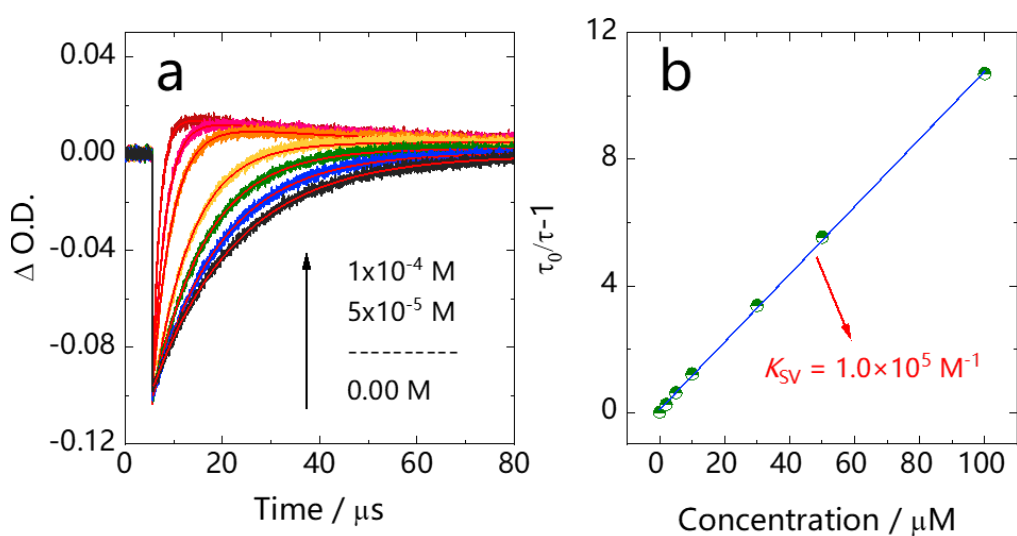 a
0.04
0.00
-0.04
-0.08
-0.12
Δ O.D.
1x10⁻⁴ M
5x10⁻⁵ M
----------
0.00 M
0 20 40 60 80
Time / μs
b
12
8
4
0
τ₀/τ-1
K_SV = 1.0×10⁵ M⁻¹
0 20 40 60 80 100
Concentration / μM